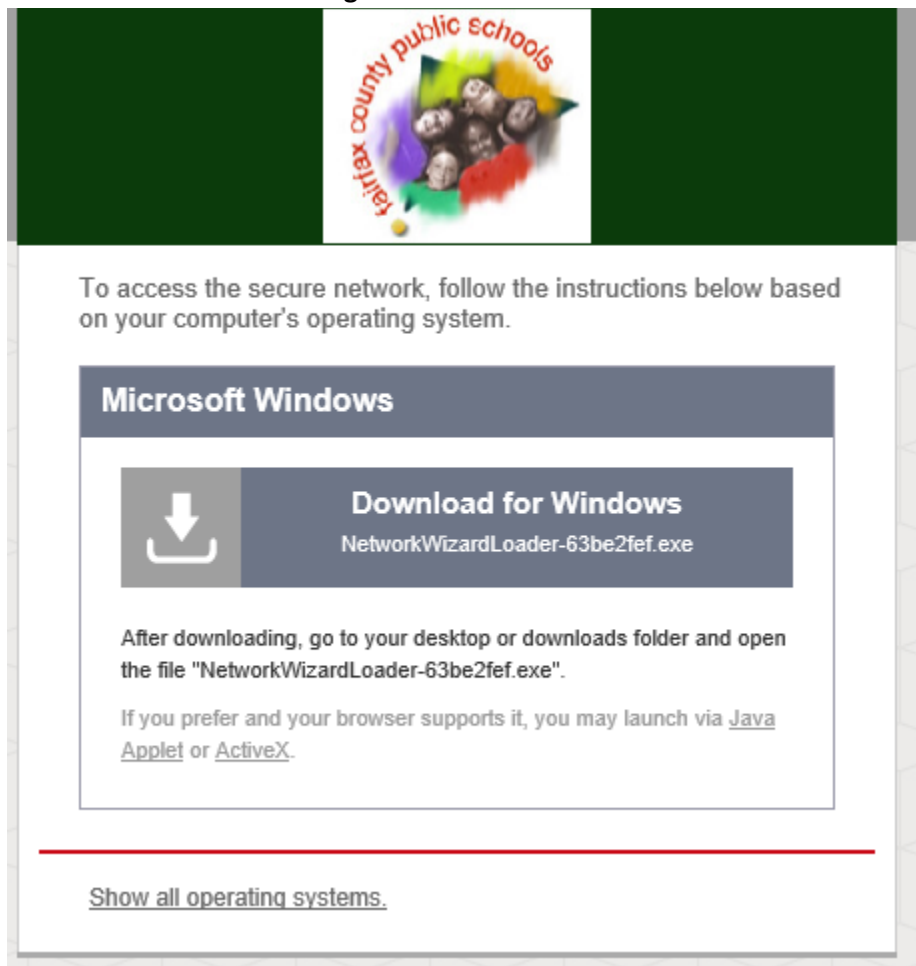 fairfax county public schools
To access the secure network, follow the instructions below based
on your computer's operating system.
Microsoft Windows
Download for Windows
NetworkWizardLoader-63be2fef.exe
After downloading, go to your desktop or downloads folder and open
the file "NetworkWizardLoader-63be2fef.exe".
If you prefer and your browser supports it, you may launch via Java
Applet or ActiveX.
Show all operating systems.